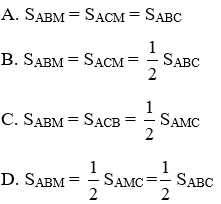 A. S_ABM = S_ACM = S_ABC
B. S_ABM = S_ACM = 1/2 S_ABC
C. S_ABM = S_ACB = 1/2 S_AMC
D. S_ABM = 1/2 S_AMC = 1/2 S_ABC